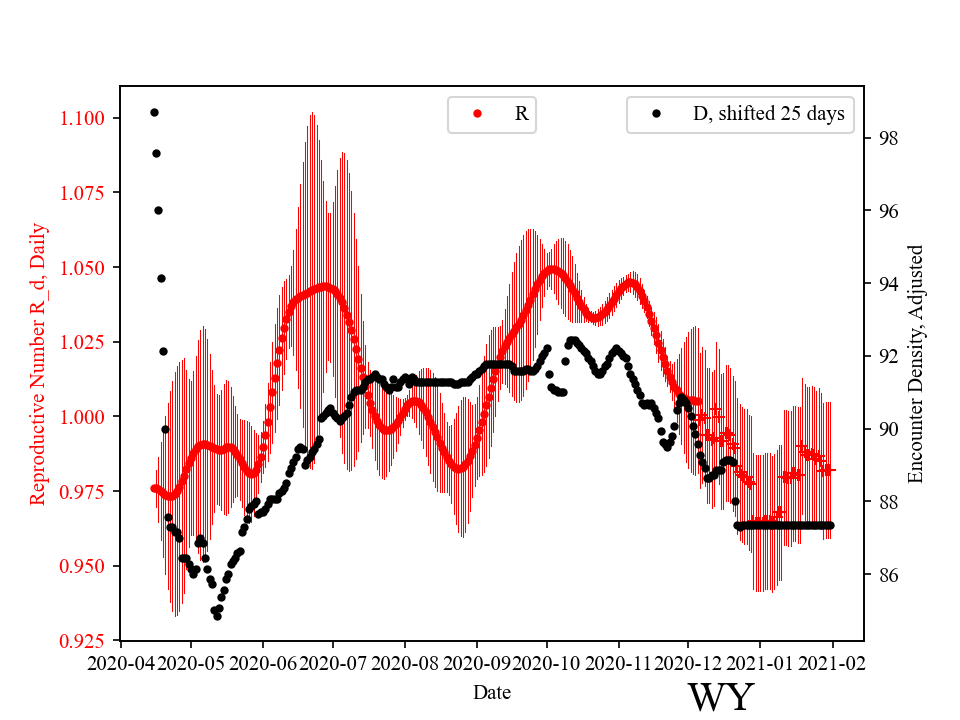 R
D, shifted 25 days
1.100
1.075
1.050
1.025
1.000
0.975
0.950
0.925
Reproductive Number R_d, Daily
98
96
94
92
90
88
86
Encounter Density, Adjusted
2020-04 2020-05 2020-06 2020-07 2020-08 2020-09 2020-10 2020-11 2020-12 2021-01 2021-02
Date
WY